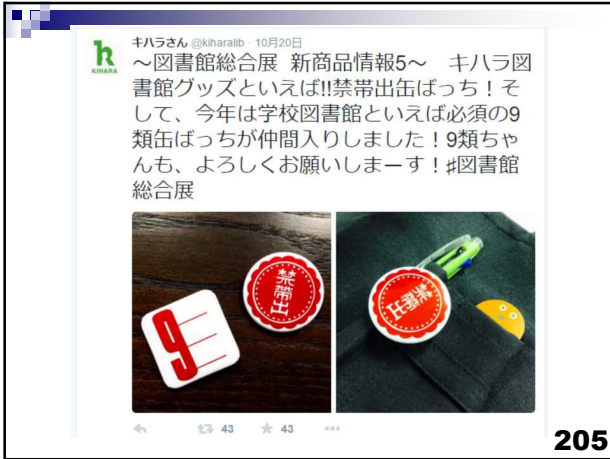 キハラさん @kiharalib · 10月20日
～図書館総合展 新商品情報5～　キハラ図
書館グッズといえば!!禁帯出缶ばっち！そ
して、今年は学校図書館といえば必須の9
類缶ばっちが仲間入りしました！9類ちゃ
んも、よろしくお願いしまーす！#図書館
総合展
KIHARA
禁帯出
9
禁帯出
43 43
205